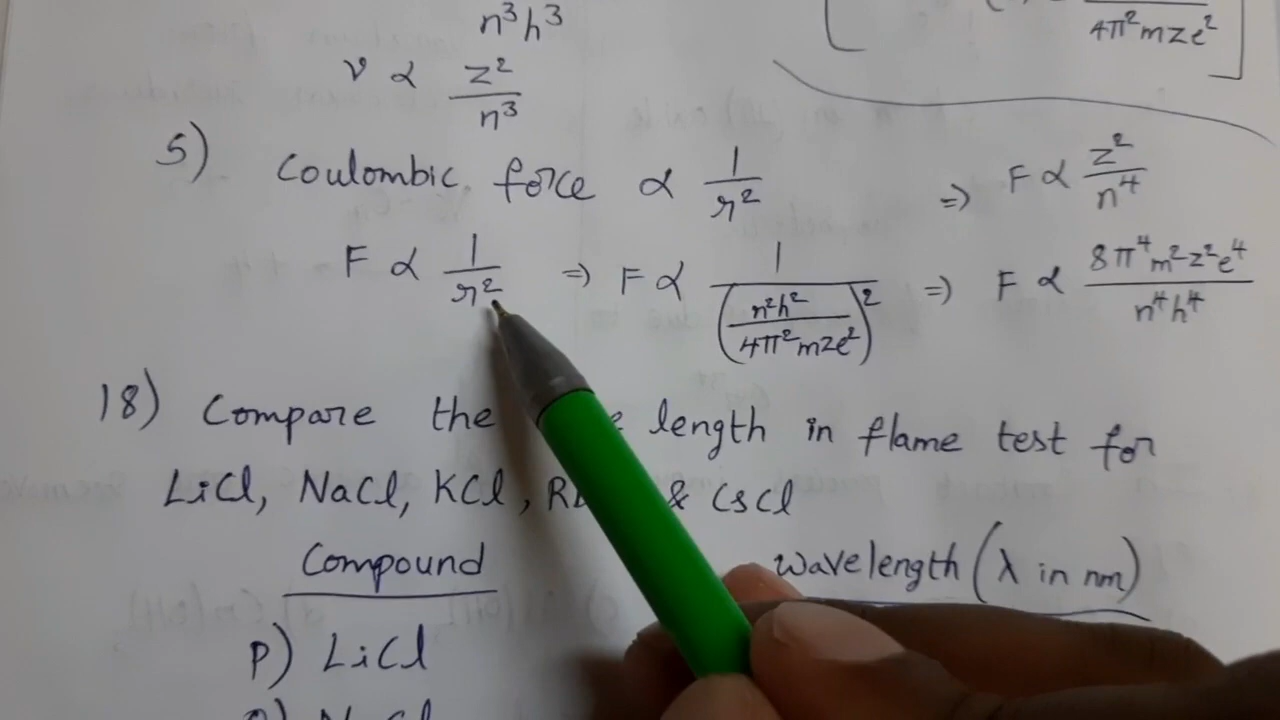 n³h³
4π²mze²
ν ∝ z²/n³
5) Coulombic force ∝ 1/r² ⇒ F ∝ z²/n⁴
F ∝ 1/r² ⇒ F ∝ 1/(n²h²/4π²mze²)² ⇒ F ∝ 8π⁴m²z²e⁴/n⁴h⁴
18) Compare the length in flame test for
LiCl, NaCl, KCl, & CsCl
Compound wavelength (λ in nm)
P) LiCl